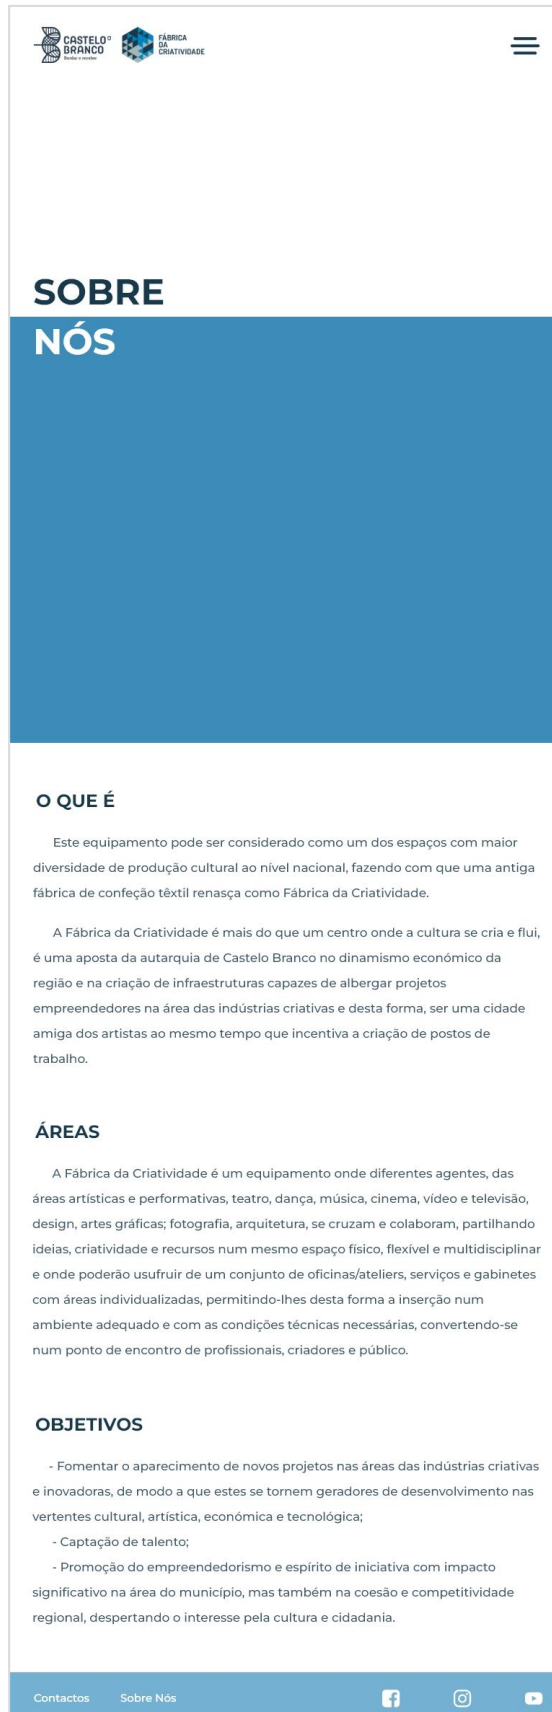 CASTELO
BRANCO
Bordar o mundo
FÁBRICA
DA
CRIATIVIDADE
SOBRE
NÓS
O QUE É
Este equipamento pode ser considerado como um dos espaços com maior
diversidade de produção cultural ao nível nacional, fazendo com que uma antiga
fábrica de confeção têxtil renasça como Fábrica da Criatividade.
A Fábrica da Criatividade é mais do que um centro onde a cultura se cria e flui,
é uma aposta da autarquia de Castelo Branco no dinamismo económico da
região e na criação de infraestruturas capazes de albergar projetos
empreendedores na área das indústrias criativas e desta forma, ser uma cidade
amiga dos artistas ao mesmo tempo que incentiva a criação de postos de
trabalho.
ÁREAS
A Fábrica da Criatividade é um equipamento onde diferentes agentes, das
áreas artísticas e performativas, teatro, dança, música, cinema, vídeo e televisão,
design, artes gráficas; fotografia, arquitetura, se cruzam e colaboram, partilhando
ideias, criatividade e recursos num mesmo espaço físico, flexível e multidisciplinar
e onde poderão usufruir de um conjunto de oficinas/ateliers, serviços e gabinetes
com áreas individualizadas, permitindo-lhes desta forma a inserção num
ambiente adequado e com as condições técnicas necessárias, convertendo-se
num ponto de encontro de profissionais, criadores e público.
OBJETIVOS
- Fomentar o aparecimento de novos projetos nas áreas das indústrias criativas
e inovadoras, de modo a que estes se tornem geradores de desenvolvimento nas
vertentes cultural, artística, económica e tecnológica;
- Captação de talento;
- Promoção do empreendedorismo e espírito de iniciativa com impacto
significativo na área do município, mas também na coesão e competitividade
regional, despertando o interesse pela cultura e cidadania.
Contactos Sobre Nós